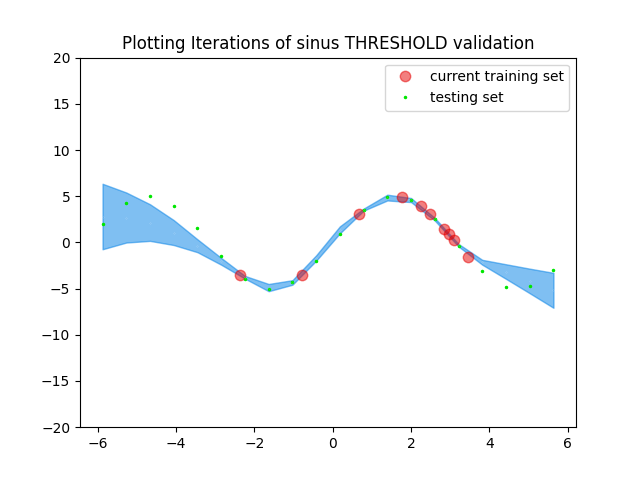 Plotting Iterations of sinus THRESHOLD validation
current training set
testing set
20
15
10
5
0
−5
−10
−15
−20
−6 −4 −2 0 2 4 6